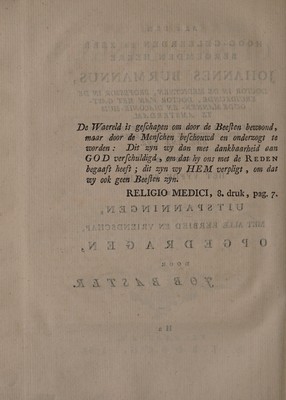 De Waereld is geſchapen om door de Beeſten bewoond,
maar door de Menſchen beſchouwd en onderzogt te
worden: Dit zyn wy dan met dankbaarheid aan
GOD verſchuldigd, om dat hy ons met de REDEN
begaaft heeft; dit zyn wy HEM verpligt, om dat
wy ook geen Beeſten zyn.
RELIGIO MEDICI, 8. druk, pag. 7.